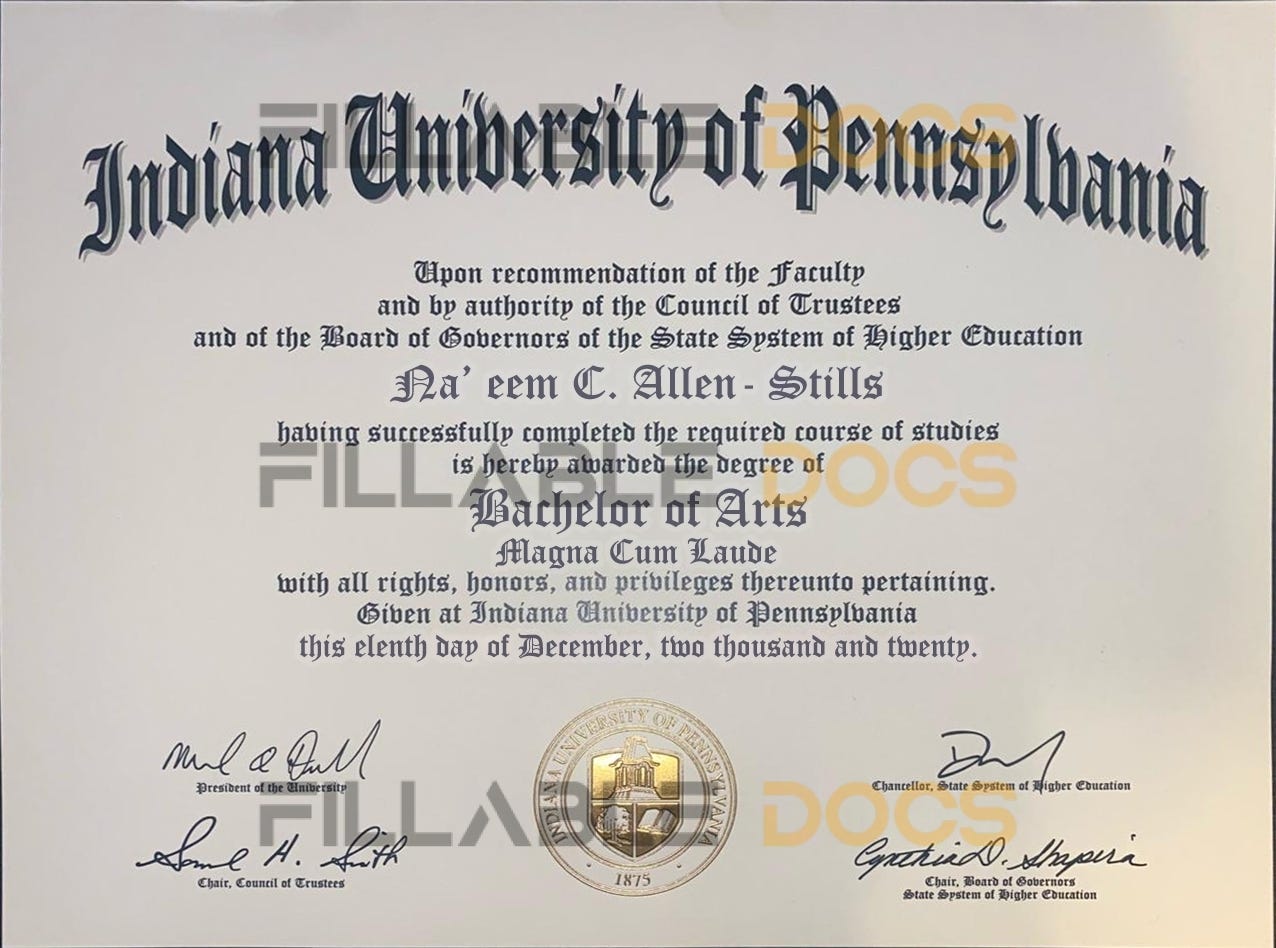 Indiana University of Pennsylvania
Upon recommendation of the Faculty
and by authority of the Council of Trustees
and of the Board of Governors of the State System of Higher Education
Na' eem C. Allen- Stills
having successfully completed the required course of studies
is hereby awarded the degree of
Bachelor of Arts
Magna Cum Laude
with all rights, honors, and privileges thereunto pertaining.
Given at Indiana University of Pennsylvania
this elenth day of December, two thousand and twenty.
President of the University
Chancellor, State System of Higher Education
Samuel H. Smith
Chair, Council of Trustees
Cynthia D. Shapira
Chair, Board of Governors
State System of Higher Education
INDIANA UNIVERSITY OF PENNSYLVANIA
1875
FILLABLE DOCS
FILLABLE DOCS
FILLABLE DOCS